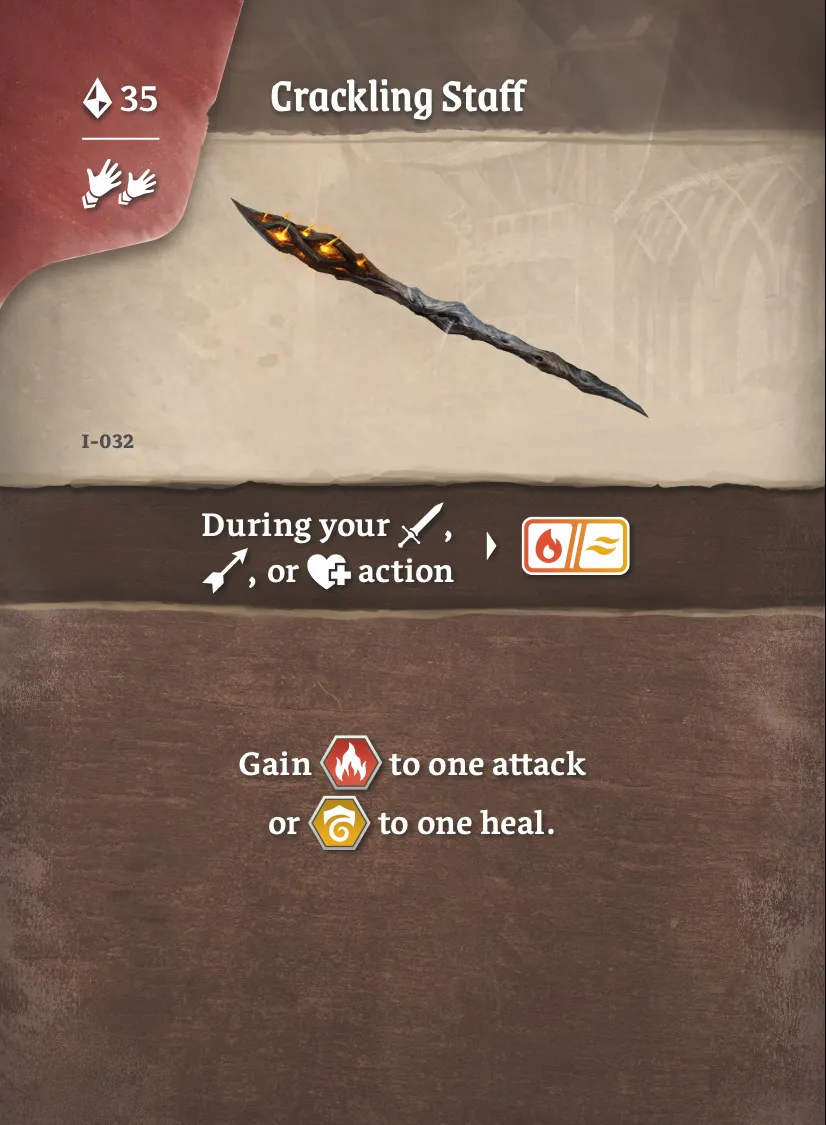 35
Crackling Staff
I-032
During your ,
, or action
Gain to one attack
or to one heal.